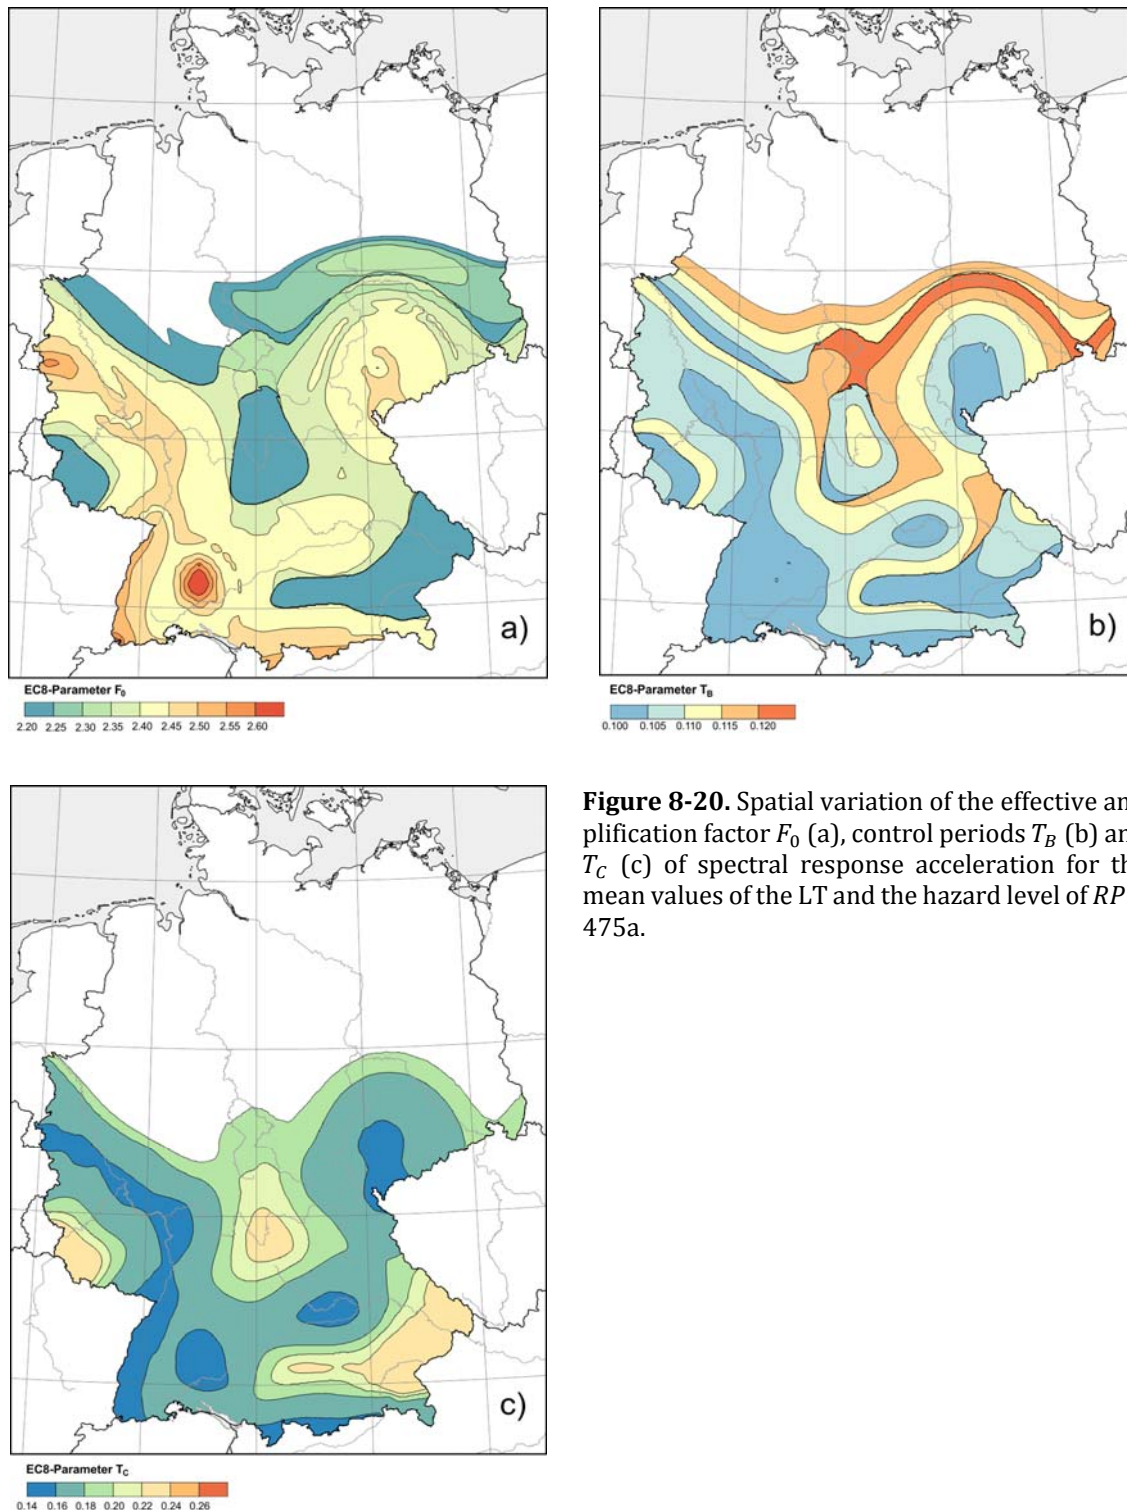 a)
EC8-Parameter F0
2.20 2.25 2.30 2.35 2.40 2.45 2.50 2.55 2.60
b)
EC8-Parameter TB
0.100 0.105 0.110 0.115 0.120
c)
EC8-Parameter TC
0.14 0.16 0.18 0.20 0.22 0.24 0.26
Figure 8-20. Spatial variation of the effective am
plification factor F0 (a), control periods TB (b) an
TC (c) of spectral response acceleration for th
mean values of the LT and the hazard level of RP
475a.